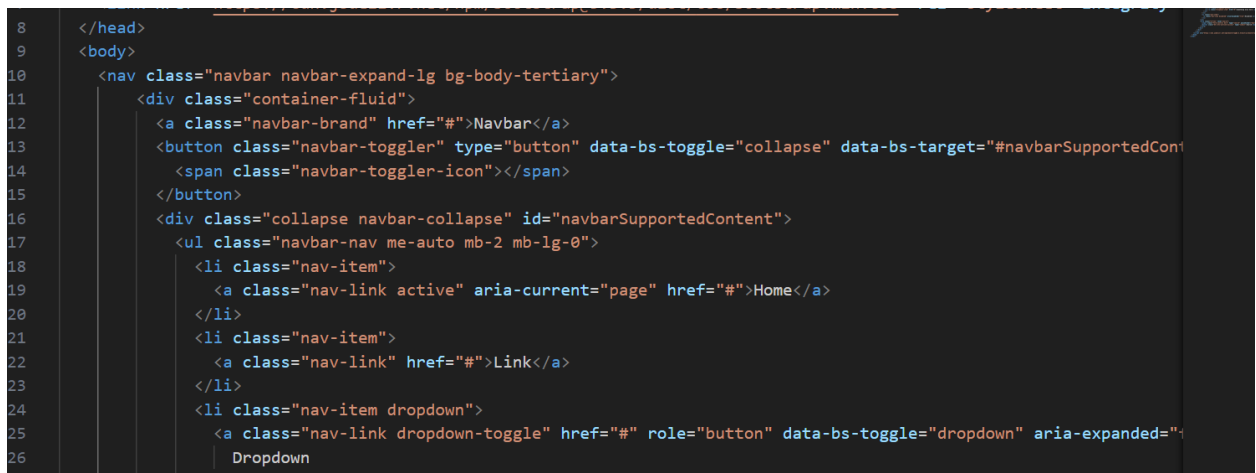 8 </head>
9 <body>
10 <nav class="navbar navbar-expand-lg bg-body-tertiary">
11 <div class="container-fluid">
12 <a class="navbar-brand" href="#">Navbar</a>
13 <button class="navbar-toggler" type="button" data-bs-toggle="collapse" data-bs-target="#navbarSupportedCont
14 <span class="navbar-toggler-icon"></span>
15 </button>
16 <div class="collapse navbar-collapse" id="navbarSupportedContent">
17 <ul class="navbar-nav me-auto mb-2 mb-lg-0">
18 <li class="nav-item">
19 <a class="nav-link active" aria-current="page" href="#">Home</a>
20 </li>
21 <li class="nav-item">
22 <a class="nav-link" href="#">Link</a>
23 </li>
24 <li class="nav-item dropdown">
25 <a class="nav-link dropdown-toggle" href="#" role="button" data-bs-toggle="dropdown" aria-expanded="
26 Dropdown